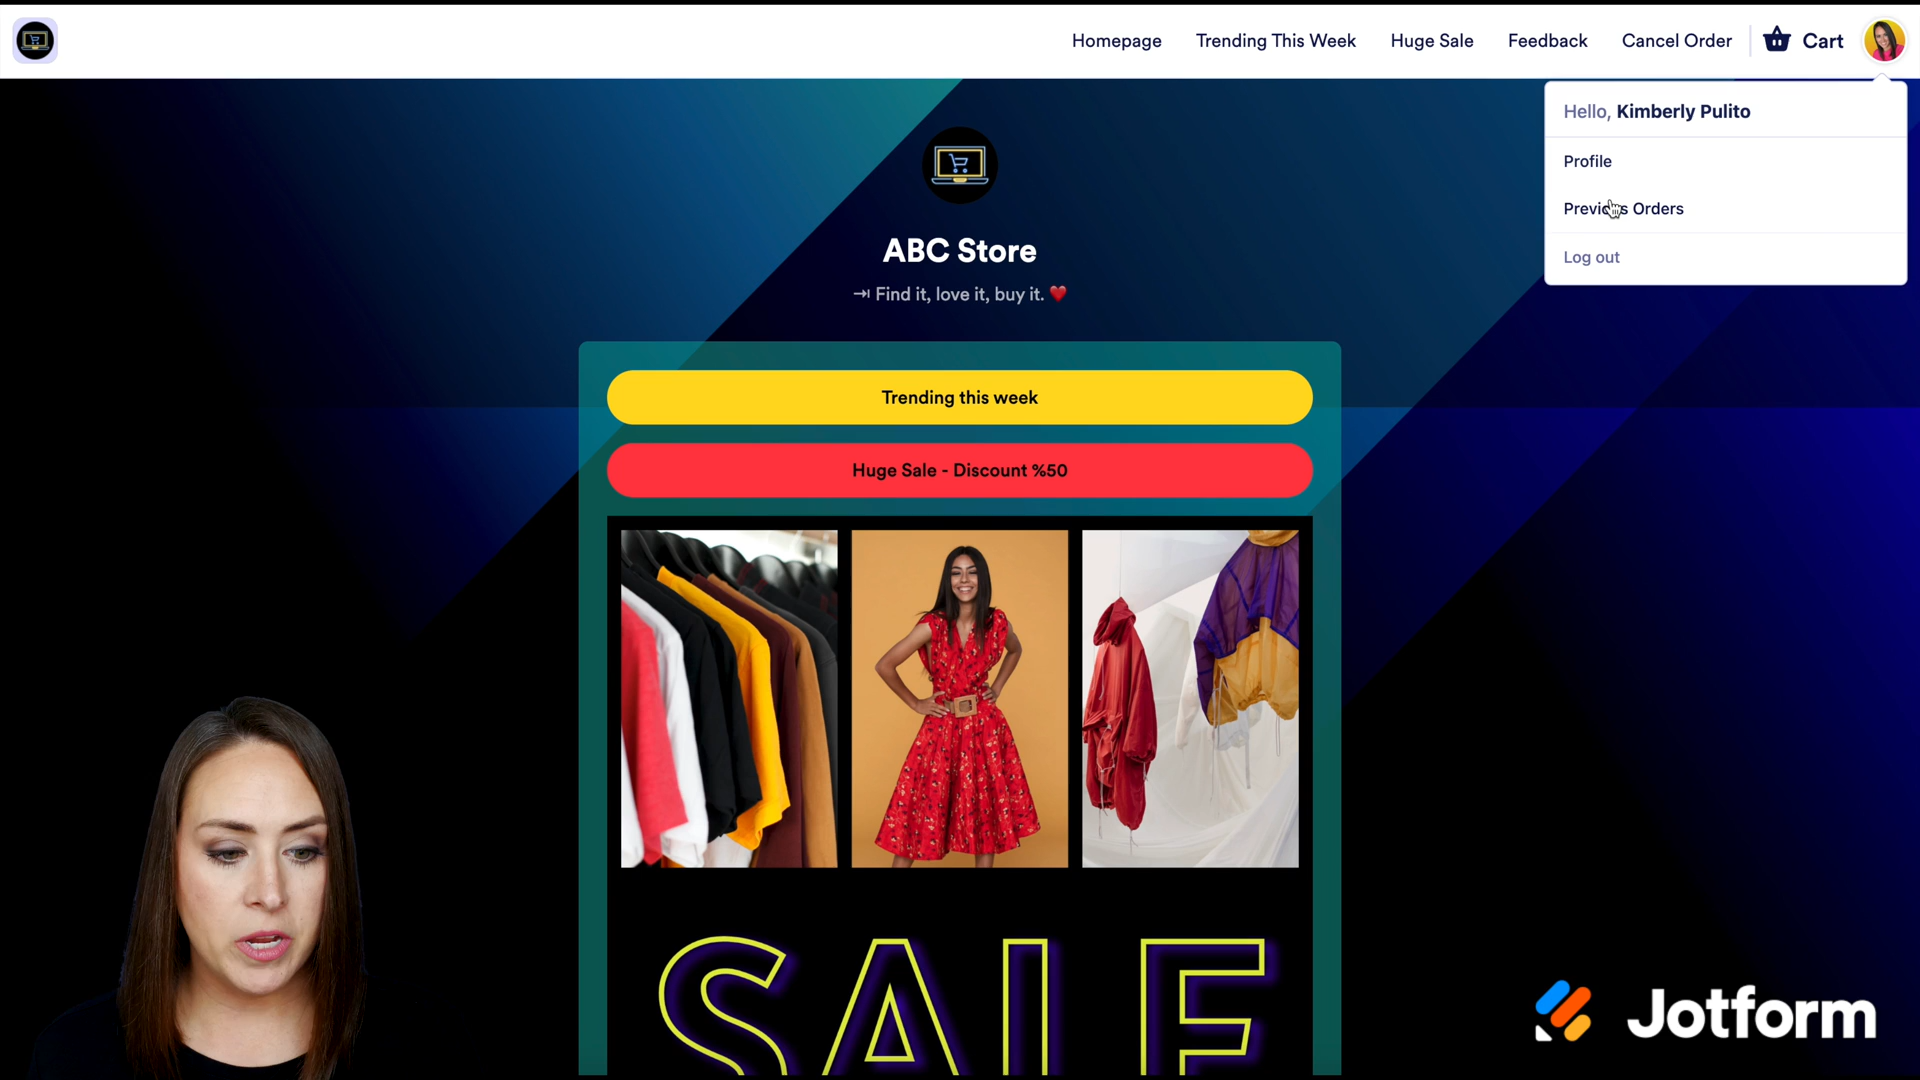 Homepage
Trending This Week
Huge Sale
Feedback
Cancel Order
Cart
Hello, Kimberly Pulito
Profile
Previous Orders
Log out
ABC Store
⇥ Find it, love it, buy it. ❤️
Trending this week
Huge Sale - Discount %50
SALE
Jotform